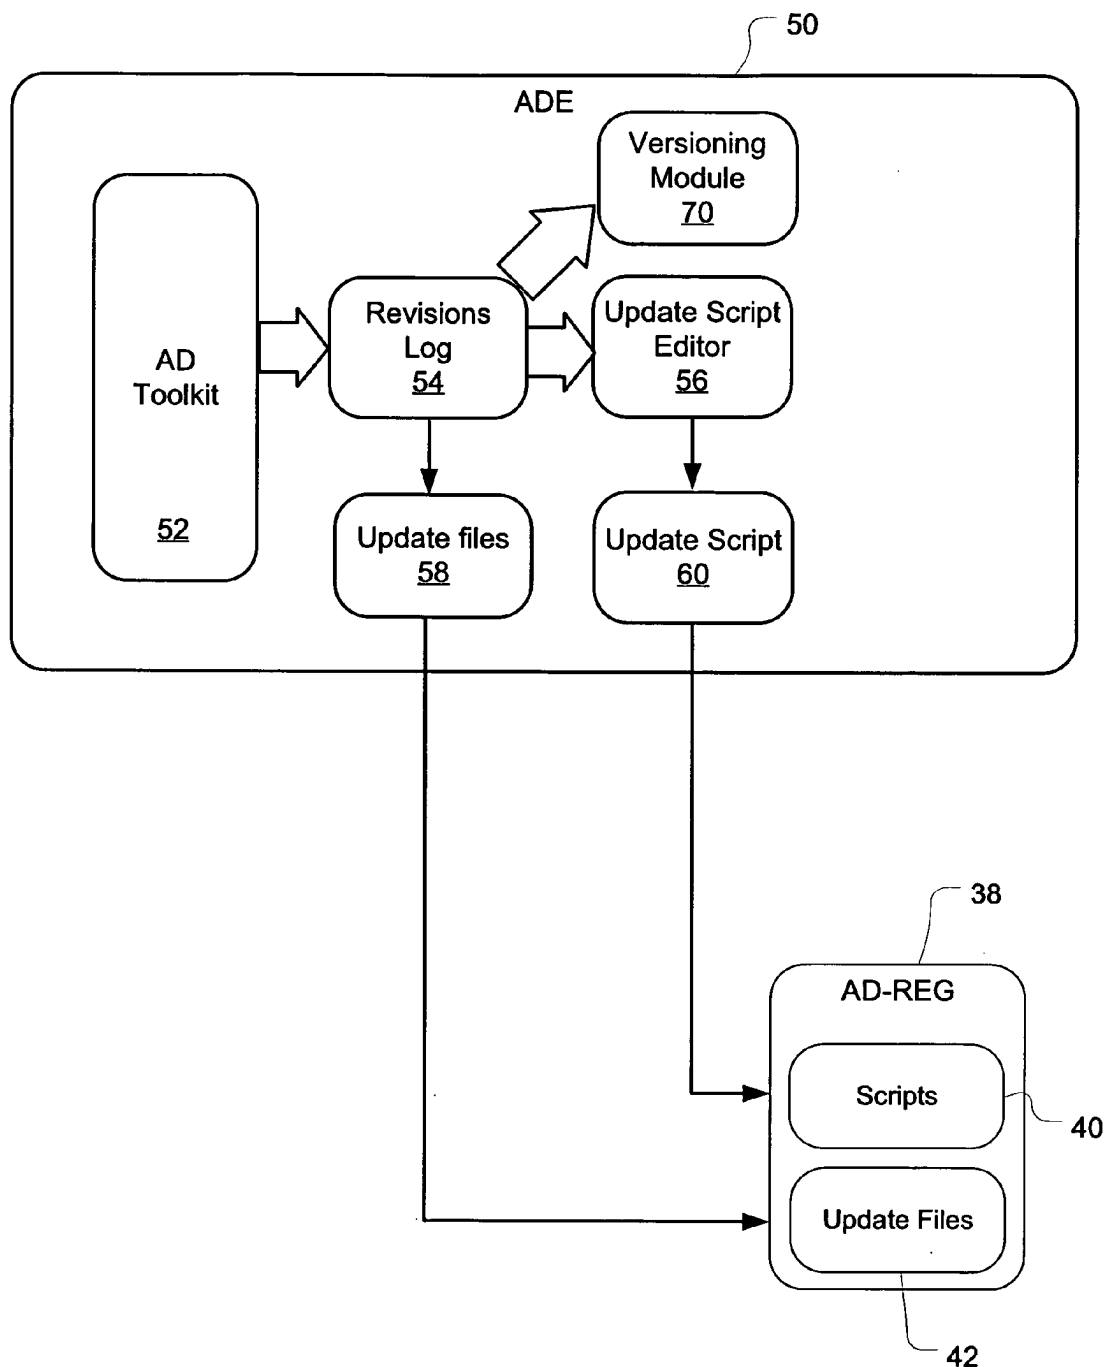 50
ADE
Versioning
Module
70
Revisions
Log
54
Update Script
Editor
56
AD
Toolkit
52
Update files
58
Update Script
60
38
AD-REG
Scripts
40
Update Files
42